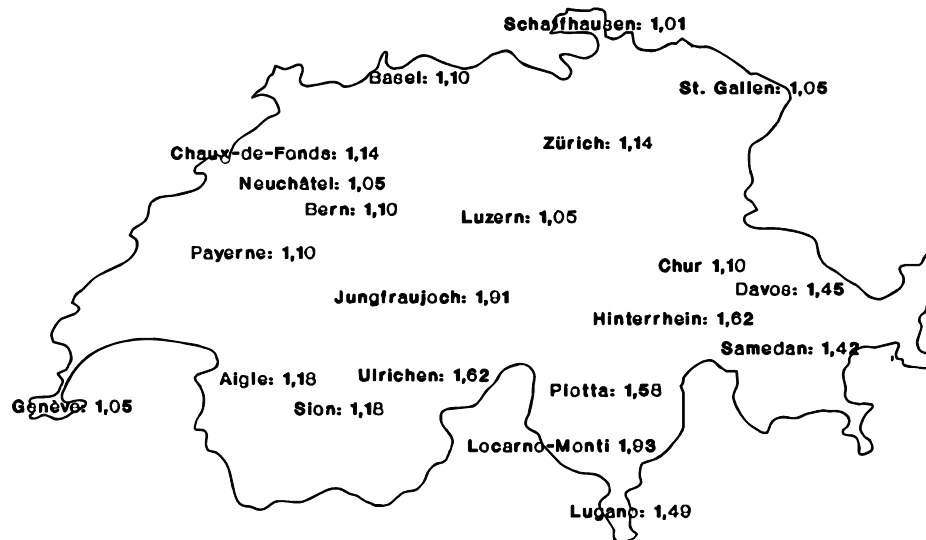 Schaffhausen: 1,01
Basel: 1,10
St. Gallen: 1,05
Zürich: 1,14
Chaux-de-Fonds: 1,14
Neuchâtel: 1,05
Bern: 1,10
Luzern: 1,05
Payerne: 1,10
Chur 1,10
Davos: 1,45
Jungfraujoch: 1,91
Hinterrhein: 1,62
Samedan: 1,42
Aigle: 1,18
Ulrichen: 1,62
Piotta: 1,58
Genève: 1,05
Sion: 1,18
Locarno-Monti 1,93
Lugano: 1,49